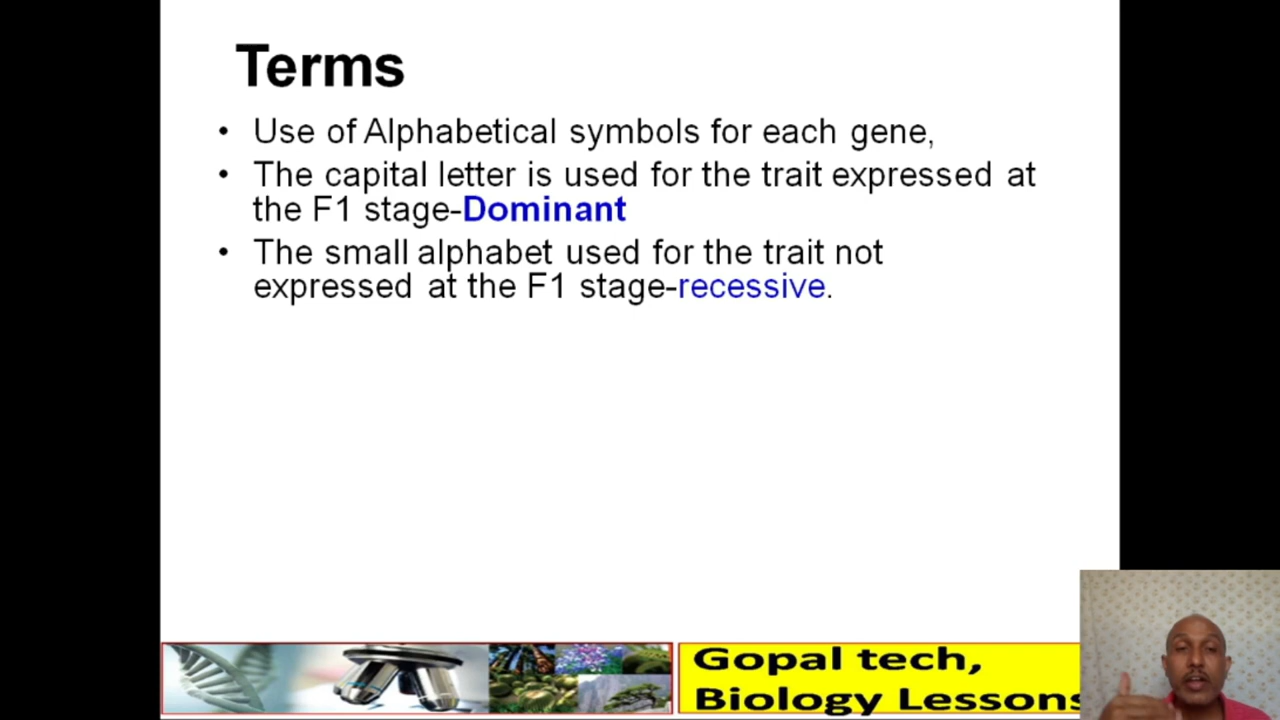 Terms
• Use of Alphabetical symbols for each gene,
• The capital letter is used for the trait expressed at
the F1 stage-Dominant
• The small alphabet used for the trait not
expressed at the F1 stage-recessive.
Gopal tech,
Biology Lessons